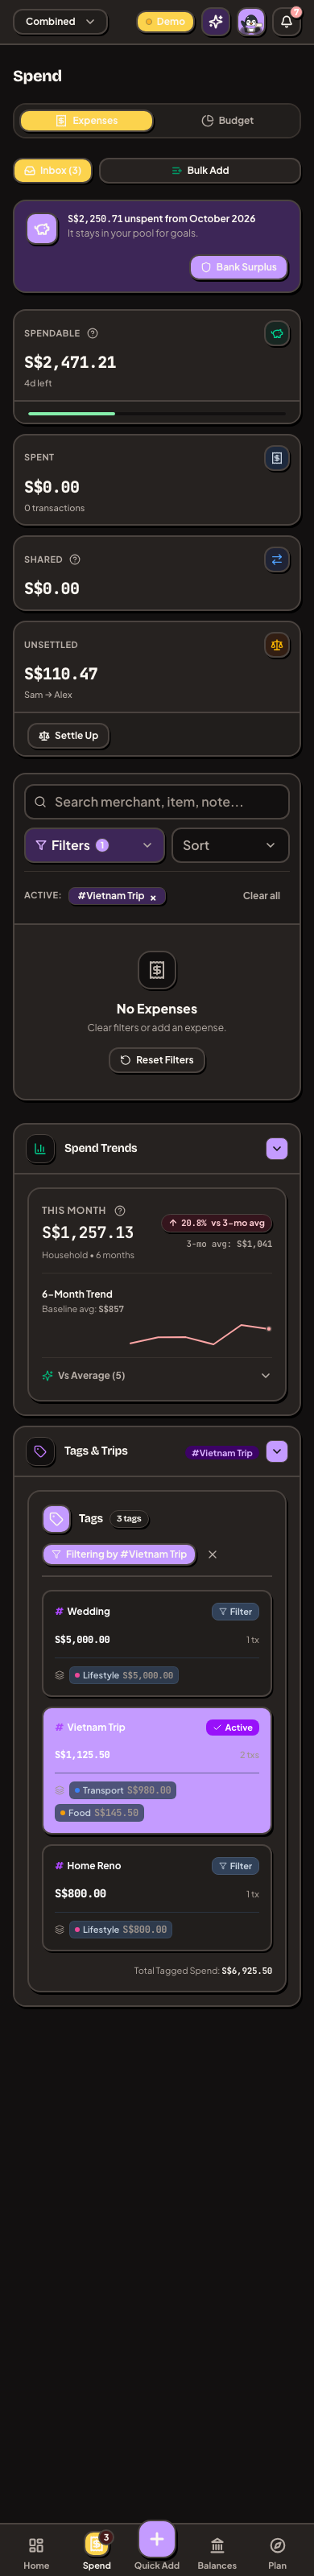 Combined
Demo
7
Spend
Expenses
Budget
Inbox (3)
Bulk Add
S$2,250.71 unspent from October 2026
It stays in your pool for goals.
Bank Surplus
SPENDABLE
S$2,471.21
4d left
SPENT
S$0.00
0 transactions
SHARED
S$0.00
UNSETTLED
S$110.47
Sam → Alex
Settle Up
Search merchant, item, note...
Filters 1
Sort
ACTIVE: #Vietnam Trip x
Clear all
No Expenses
Clear filters or add an expense.
Reset Filters
Spend Trends
THIS MONTH
S$1,257.13
↑ 20.8% vs 3-mo avg
3-mo avg: S$1,041
Household • 6 months
6-Month Trend
Baseline avg: S$857
Vs Average (5)
Tags & Trips
#Vietnam Trip
Tags 3 tags
Filtering by #Vietnam Trip
# Wedding
Filter
S$5,000.00
1 tx
Lifestyle S$5,000.00
# Vietnam Trip
Active
S$1,125.50
2 txs
Transport S$980.00
Food S$145.50
# Home Reno
Filter
S$800.00
1 tx
Lifestyle S$800.00
Total Tagged Spend: S$6,925.50
3
Home
Spend
Quick Add
Balances
Plan